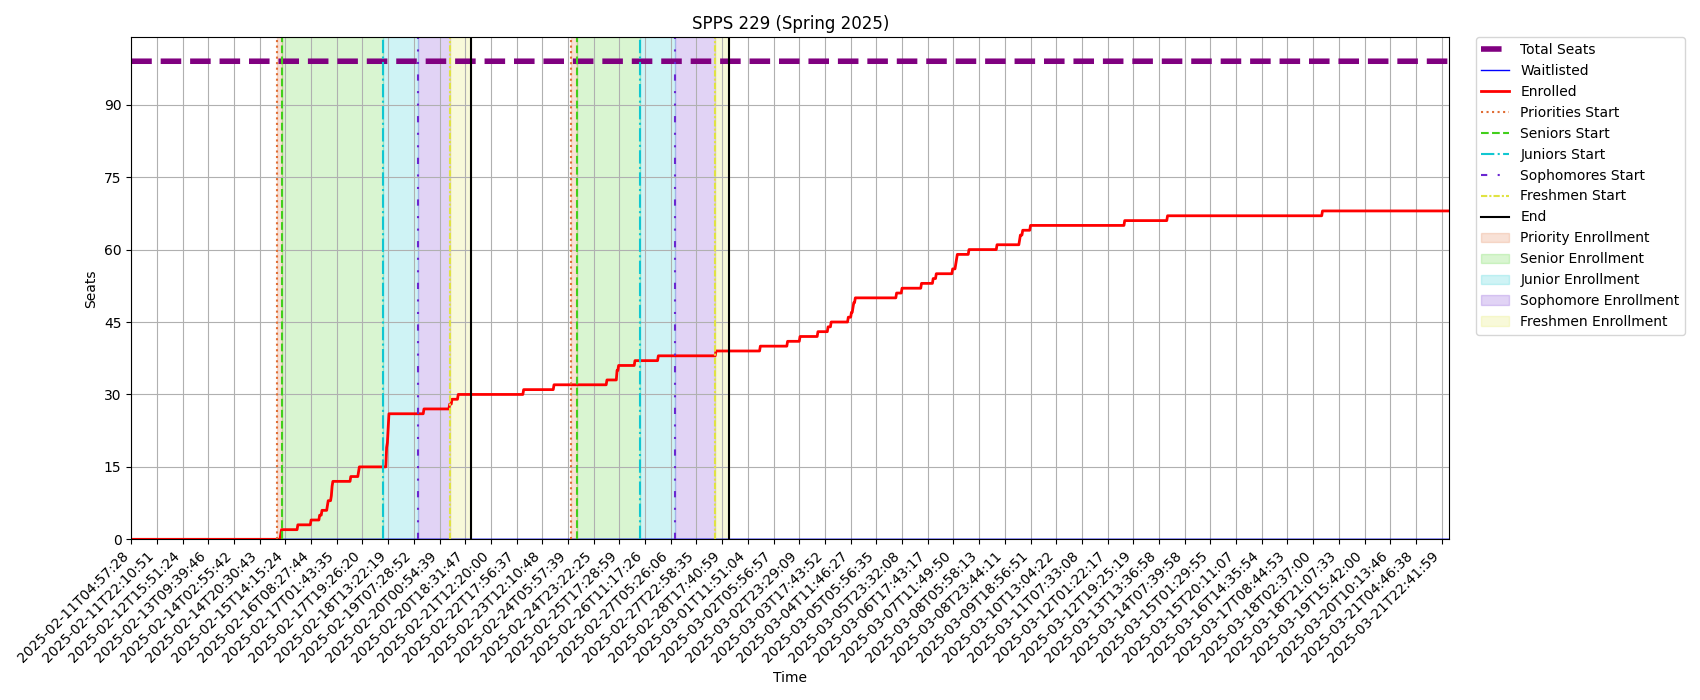 SPPS 229 (Spring 2025)
Total Seats
Waitlisted
Enrolled
Priorities Start
Seniors Start
Juniors Start
Sophomores Start
Freshmen Start
End
Priority Enrollment
Senior Enrollment
Junior Enrollment
Sophomore Enrollment
Freshmen Enrollment
Seats
90
75
60
45
30
15
0
2025-02-11T04:57:28
2025-02-11T22:10:51
2025-02-12T15:51:24
2025-02-13T09:39:46
2025-02-14T02:55:42
2025-02-14T20:30:43
2025-02-15T14:15:24
2025-02-16T08:27:44
2025-02-17T01:43:35
2025-02-17T19:26:20
2025-02-18T13:22:19
2025-02-19T07:28:52
2025-02-20T00:54:39
2025-02-20T18:31:47
2025-02-21T12:20:00
2025-02-22T17:56:37
2025-02-23T12:10:48
2025-02-24T05:57:39
2025-02-24T23:22:25
2025-02-25T17:28:59
2025-02-26T11:17:26
2025-02-27T05:26:06
2025-02-27T22:58:35
2025-02-28T17:40:59
2025-03-01T11:51:04
2025-03-02T05:56:57
2025-03-02T23:29:09
2025-03-03T17:43:52
2025-03-04T11:46:27
2025-03-05T05:56:35
2025-03-05T23:32:08
2025-03-06T17:43:17
2025-03-07T11:49:50
2025-03-08T05:58:13
2025-03-08T23:44:11
2025-03-09T18:56:51
2025-03-10T13:04:22
2025-03-11T07:33:08
2025-03-12T01:22:17
2025-03-12T19:25:19
2025-03-13T13:36:58
2025-03-14T07:39:58
2025-03-15T01:29:55
2025-03-15T20:11:07
2025-03-16T14:35:54
2025-03-17T08:44:53
2025-03-18T02:37:00
2025-03-18T21:07:33
2025-03-19T15:42:00
2025-03-20T10:13:46
2025-03-21T04:46:38
2025-03-21T22:41:59
Time